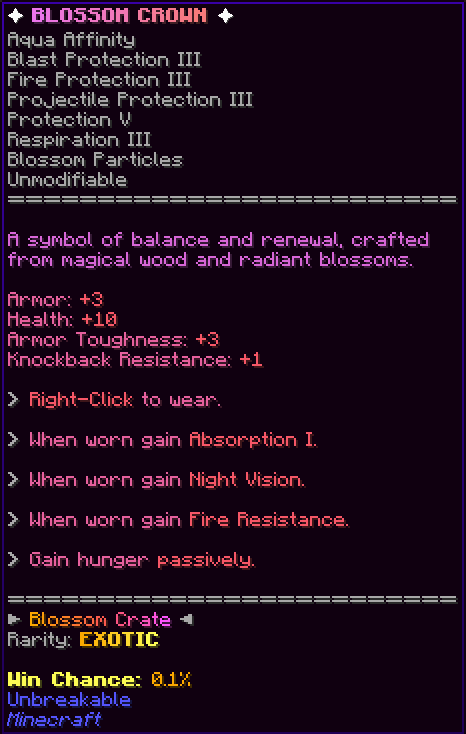 ✦ BLOSSOM CROWN ✦
Aqua Affinity
Blast Protection III
Fire Protection III
Projectile Protection III
Protection V
Respiration III
Blossom Particles
Unmodifiable
==============================
A symbol of balance and renewal, crafted
from magical wood and radiant blossoms.
Armor: +3
Health: +10
Armor Toughness: +3
Knockback Resistance: +1
> Right-Click to wear.
> When worn gain Absorption I.
> When worn gain Night Vision.
> When worn gain Fire Resistance.
> Gain hunger passively.
==============================
► Blossom Crate ◄
Rarity: EXOTIC
Win Chance: 0.1%
Unbreakable
Minecraft